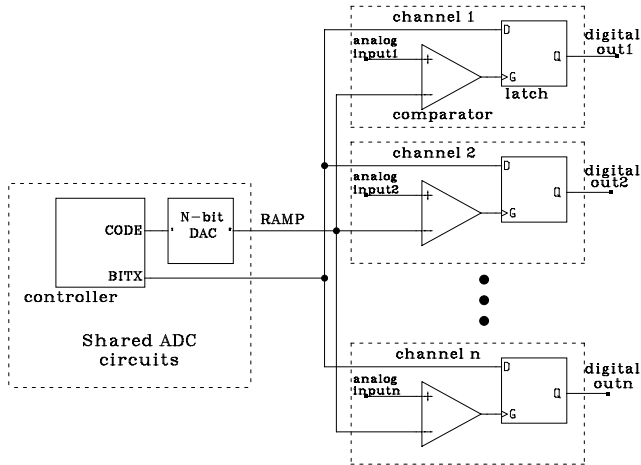 channel 1
analog
input1
+
−
D
G
Q
latch
comparator
digital
out1
channel 2
analog
input2
+
−
D
G
Q
digital
out2
CODE
BITX
controller
N-bit
DAC
RAMP
Shared ADC
circuits
channel n
analog
inputn
+
−
D
G
Q
digital
outn